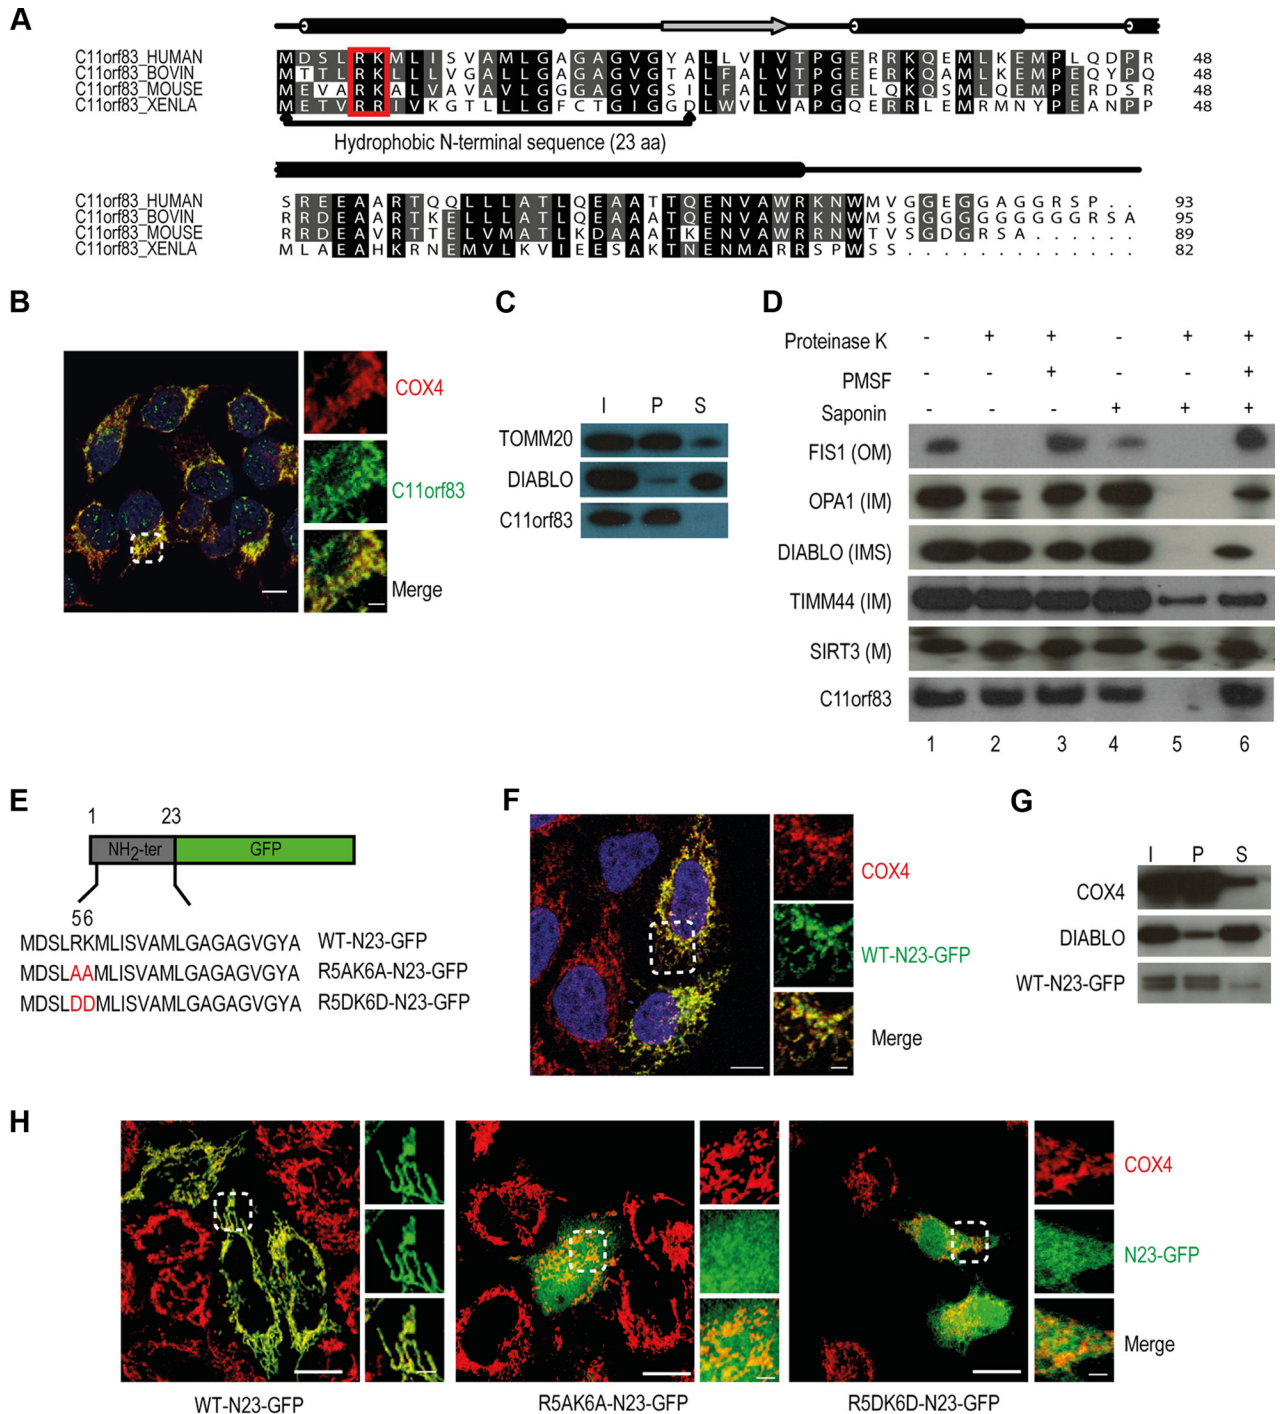 A
C11orf83_HUMAN MDSLRKMLISVAMLGAGAGVGYALLVIVTPGERRKQEMLKEMPLQDPR 48
C11orf83_BOVIN MTTLRKLLLVGALLGGGAGVGTALFALVTPGEERKQAMLKEMPEQYPQ 48
C11orf83_MOUSE MEVARKALVAVAVLGGGAGVGSILFALVTPGELQKQSMLQEMPERDSR 48
C11orf83_XENLA METVRRIVKGTLLLGFCTGIGGDLWVLVAPGQERRLEMRMNYPEANPP 48
Hydrophobic N-terminal sequence (23 aa)
C11orf83_HUMAN SREEAARTQQLLLATLQEAATTQENVAWRKNWMVGGEGGAGGRSP.. 93
C11orf83_BOVIN RRDEAARTKELLLATLQEAAATQENVAWRKNWMSGGGGGGGGGGRSA 95
C11orf83_MOUSE RRDEAVRTTELVMATLKDAAATKENVAWRRNWTVSGDGRSA...... 89
C11orf83_XENLA MLAEAHKRNEMVLKVIEESAKTNENMARRSPWSS............. 82
B
COX4
C11orf83
Merge
C
I P S
TOMM20
DIABLO
C11orf83
D
Proteinase K - + + - + +
PMSF - - + - - +
Saponin - - - + + +
FIS1 (OM)
OPA1 (IM)
DIABLO (IMS)
TIMM44 (IM)
SIRT3 (M)
C11orf83
1 2 3 4 5 6
E
1 23
NH2-ter GFP
56
MDSLRKMLISVAMLGAGAGVGYA WT-N23-GFP
MDSLAAMLISVAMLGAGAGVGYA R5AK6A-N23-GFP
MDSLDDMLISVAMLGAGAGVGYA R5DK6D-N23-GFP
F
COX4
WT-N23-GFP
Merge
G
I P S
COX4
DIABLO
WT-N23-GFP
H
COX4
N23-GFP
Merge
WT-N23-GFP R5AK6A-N23-GFP R5DK6D-N23-GFP